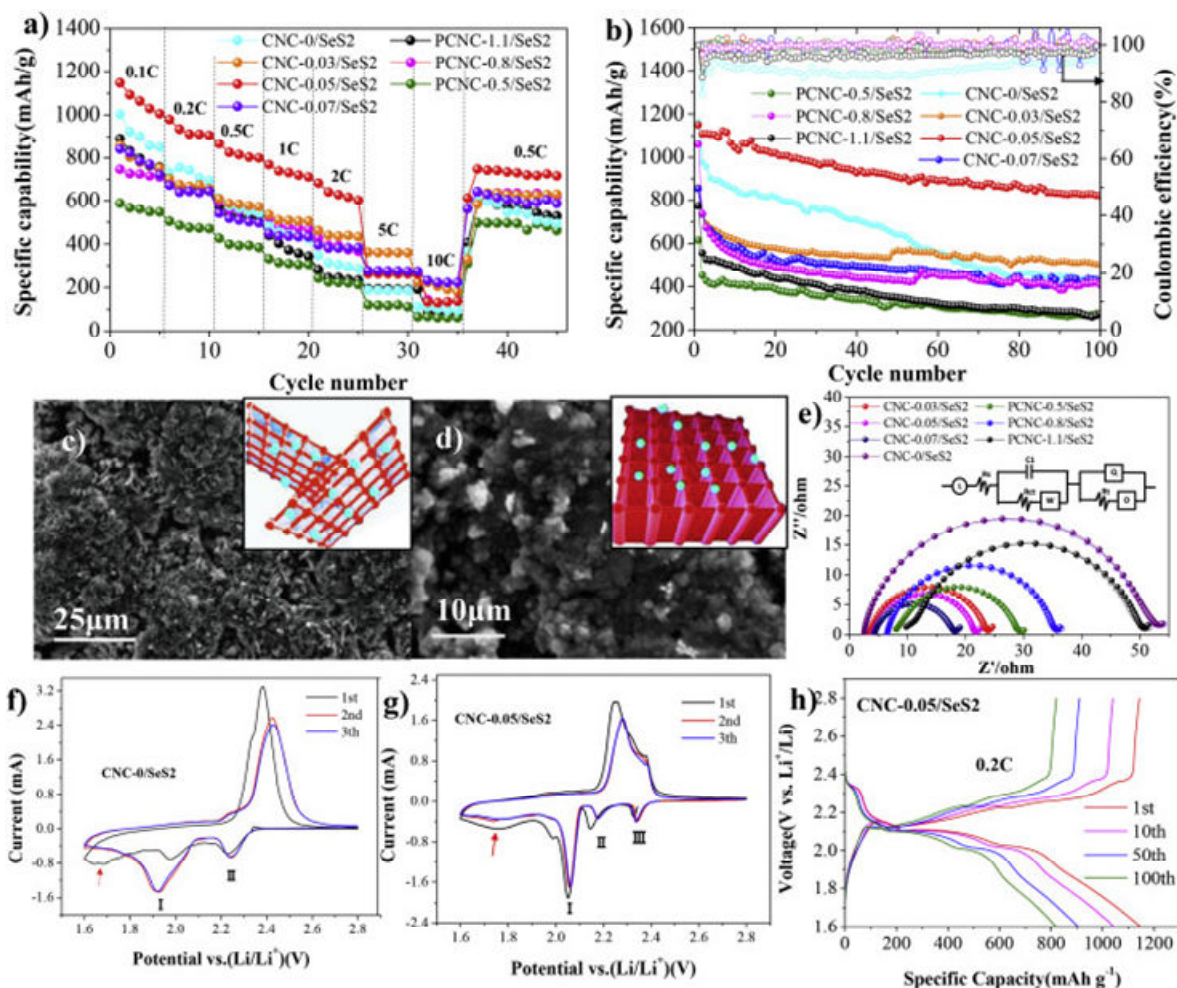 a)
1400
1200
1000
800
600
400
200
0
Specific capability(mAh/g)
0
10
20
30
40
Cycle number
CNC-0/SeS2
CNC-0.03/SeS2
CNC-0.05/SeS2
CNC-0.07/SeS2
PCNC-1.1/SeS2
PCNC-0.8/SeS2
PCNC-0.5/SeS2
0.1C
0.2C
0.5C
1C
2C
5C
10C
0.5C
b)
1600
1400
1200
1000
800
600
400
200
Specific capability(mAh/g)
0
20
40
60
80
100
Cycle number
100
80
60
40
20
0
Coulombic efficiency(%)
PCNC-0.5/SeS2
PCNC-0.8/SeS2
PCNC-1.1/SeS2
CNC-0/SeS2
CNC-0.03/SeS2
CNC-0.05/SeS2
CNC-0.07/SeS2
c)
25μm
d)
10μm
e)
40
35
30
25
20
15
10
5
0
Z''/ohm
0
10
20
30
40
50
Z'/ohm
CNC-0.03/SeS2
CNC-0.05/SeS2
CNC-0.07/SeS2
CNC-0/SeS2
PCNC-0.5/SeS2
PCNC-0.8/SeS2
PCNC-1.1/SeS2
f)
3.2
2.4
1.6
0.8
0.0
-0.8
-1.6
Current (mA)
1.6
1.8
2.0
2.2
2.4
2.6
2.8
Potential vs.(Li/Li+)(V)
1st
2nd
3th
CNC-0/SeS2
I
II
g)
2.4
1.6
0.8
0.0
-0.8
-1.6
-2.4
Current (mA)
1.6
1.8
2.0
2.2
2.4
2.6
2.8
Potential vs.(Li/Li+)(V)
CNC-0.05/SeS2
1st
2nd
3th
I
II
III
h)
2.8
2.6
2.4
2.2
2.0
1.8
1.6
Voltage(V vs. Li+/Li)
0
200
400
600
800
1000
1200
Specific Capacity(mAh g-1)
CNC-0.05/SeS2
0.2C
1st
10th
50th
100th